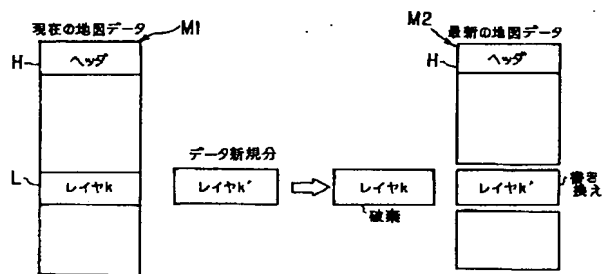 現在の地図データ
M1
H
ヘッダ
L
レイヤk
データ新規分
レイヤk'
レイヤk
破棄
M2
最新の地図データ
H
ヘッダ
レイヤk'
書き
換え